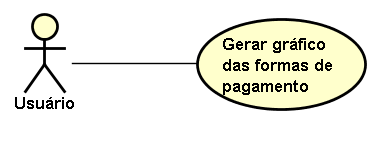 Gerar gráfico
das formas de
pagamento
Usuário